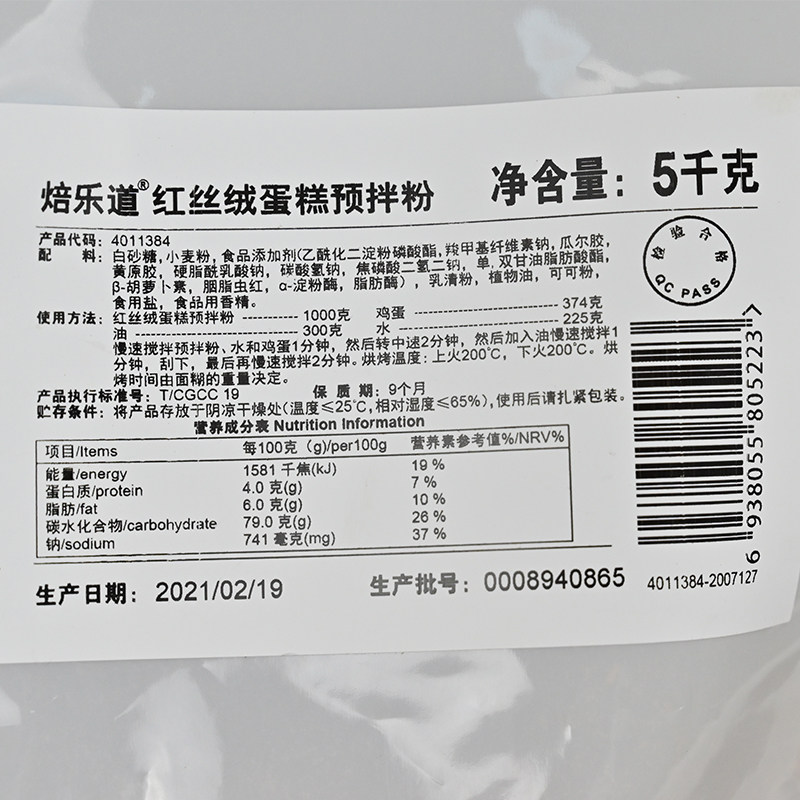 焙乐道®红丝绒蛋糕预拌粉
净含量：5千克
产品代码：4011384
配 料：白砂糖，小麦粉，食品添加剂(乙酰化二淀粉磷酸酯，羧甲基纤维素钠，瓜尔胶，
黄原胶，硬脂酰乳酸钠，碳酸氢钠，焦磷酸二氢二钠，单，双甘油脂肪酸酯，
β-胡萝卜素，胭脂虫红，α-淀粉酶，脂肪酶），乳清粉，植物油，可可粉，
食用盐，食品用香精。
使用方法：红丝绒蛋糕预拌粉 ----------- 1000克 鸡蛋 ----------------------- 374克
油 ---------------------------- 300克 水 --------------------------- 225克
慢速搅拌预拌粉、水和鸡蛋1分钟，然后转中速2分钟，然后加入油慢速搅拌1
分钟，刮下，最后再慢速搅拌2分钟。烘烤温度：上火200℃，下火200℃。烘
烤时间由面糊的重量决定。
产品执行标准号：T/CGCC 19 保 质 期：9个月
贮存条件：将产品存放于阴凉干燥处(温度≤25℃,相对湿度≤65%),使用后请扎紧包装。
营养成分表 Nutrition Information
项目/Items 每100克（g)/per100g 营养素参考值%/NRV%
能量/energy 1581 千焦(kJ) 19 %
蛋白质/protein 4.0 克(g) 7 %
脂肪/fat 6.0 克(g) 10 %
碳水化合物/carbohydrate 79.0 克(g) 26 %
钠/sodium 741 毫克(mg) 37 %
生产日期：2021/02/19
生产批号：0008940865
检验合格
QC PASS
6 938055 805223 >
4011384-2007127